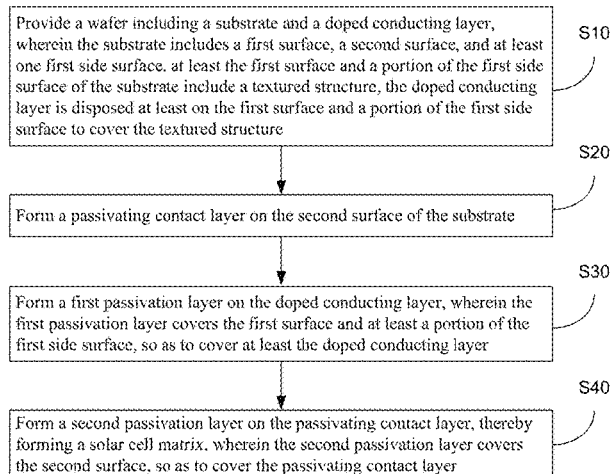 Provide a wafer including a substrate and a doped conducting layer,
wherein the substrate includes a first surface, a second surface, and at least
one first side surface. at least the first surface and a portion of the first side
surface of the substrate include a textured structure, the doped conducting
layer is disposed at least on the first surface and a portion of the first side
surface to cover the textured structure
S10
S20
Form a passivating contact layer on the second surface of the substrate
S30
Form a first passivation layer on the doped conducting layer, wherein the
first passivation layer covers the first surface and at least a portion of the
first side surface, so as to cover at least the doped conducting layer
S40
Form a second passivation layer on the passivating contact layer, thereby
forming a solar cell matrix, wherein the second passivation layer covers
the second surface, so as to cover the passivating contact layer